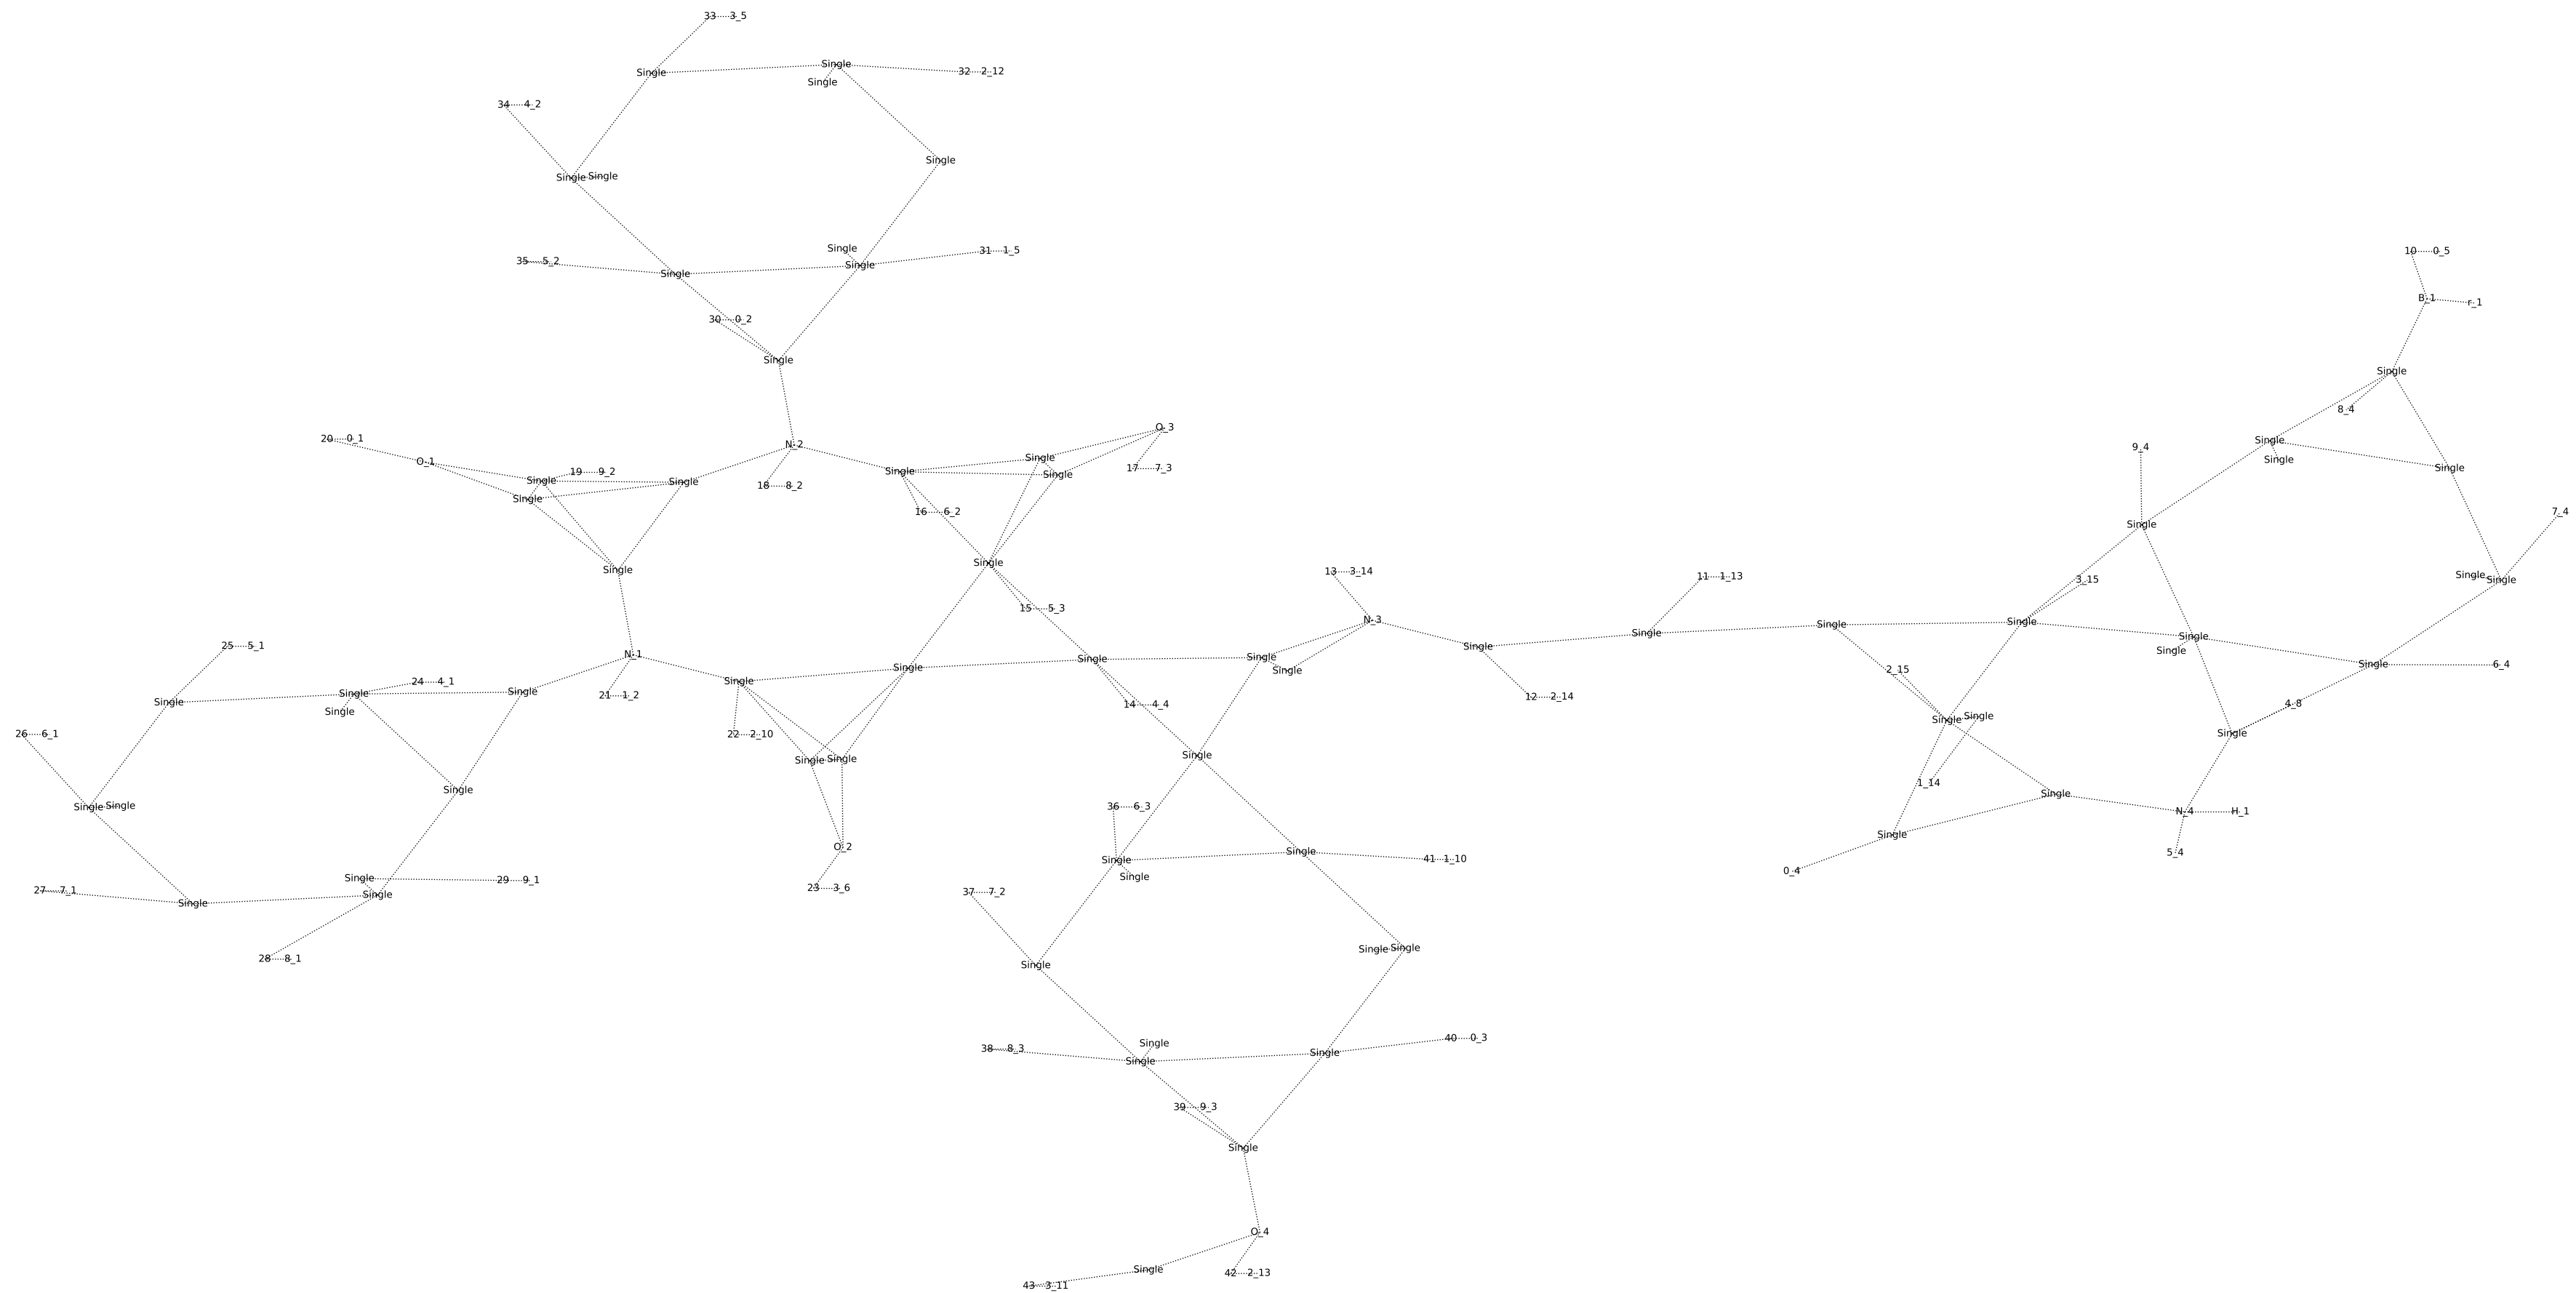 33 3_5
Single
32 2_12
Single
Single
34 4_2
Single
Single Single
Single
31 1_5
10 0_5
35 5_2
Single
Single
B_1
r_1
30 0_2
Single
Single
8_4
O_3
20 0_1
N_2
9_4
Single
O_1
Single
Single
17 7_3
Single
19 9_2
Single
Single
Single
Single
Single
18 8_2
16 6_2
7_4
Single
Single
Single
13 3_14
11 1_13
Single
Single
3_15
15 5_3
N_3
Single
Single
Single
Single
25 5_1
Single
Single
N_1
Single
Single
Single
Single
Single
6_4
2_15
24 4_1
Single
Single
Single
21 1_2
12 2_14
Single
14 4_4
4_8
Single
Single
Single
26 6_1
22 2_10
Single
Single
Single Single
1_14
Single
Single
Single Single
36 6_3
N_4
H_1
Single
O_2
Single
5_4
Single
41 1_10
0_4
Single
Single
29 9_1
27 7_1
23 3_6
37 7_2
Single
Single
Single Single
28 8_1
Single
40 0_3
Single
38 8_3
Single
Single
39 9_3
Single
O_4
Single
42 2_13
43 3_11